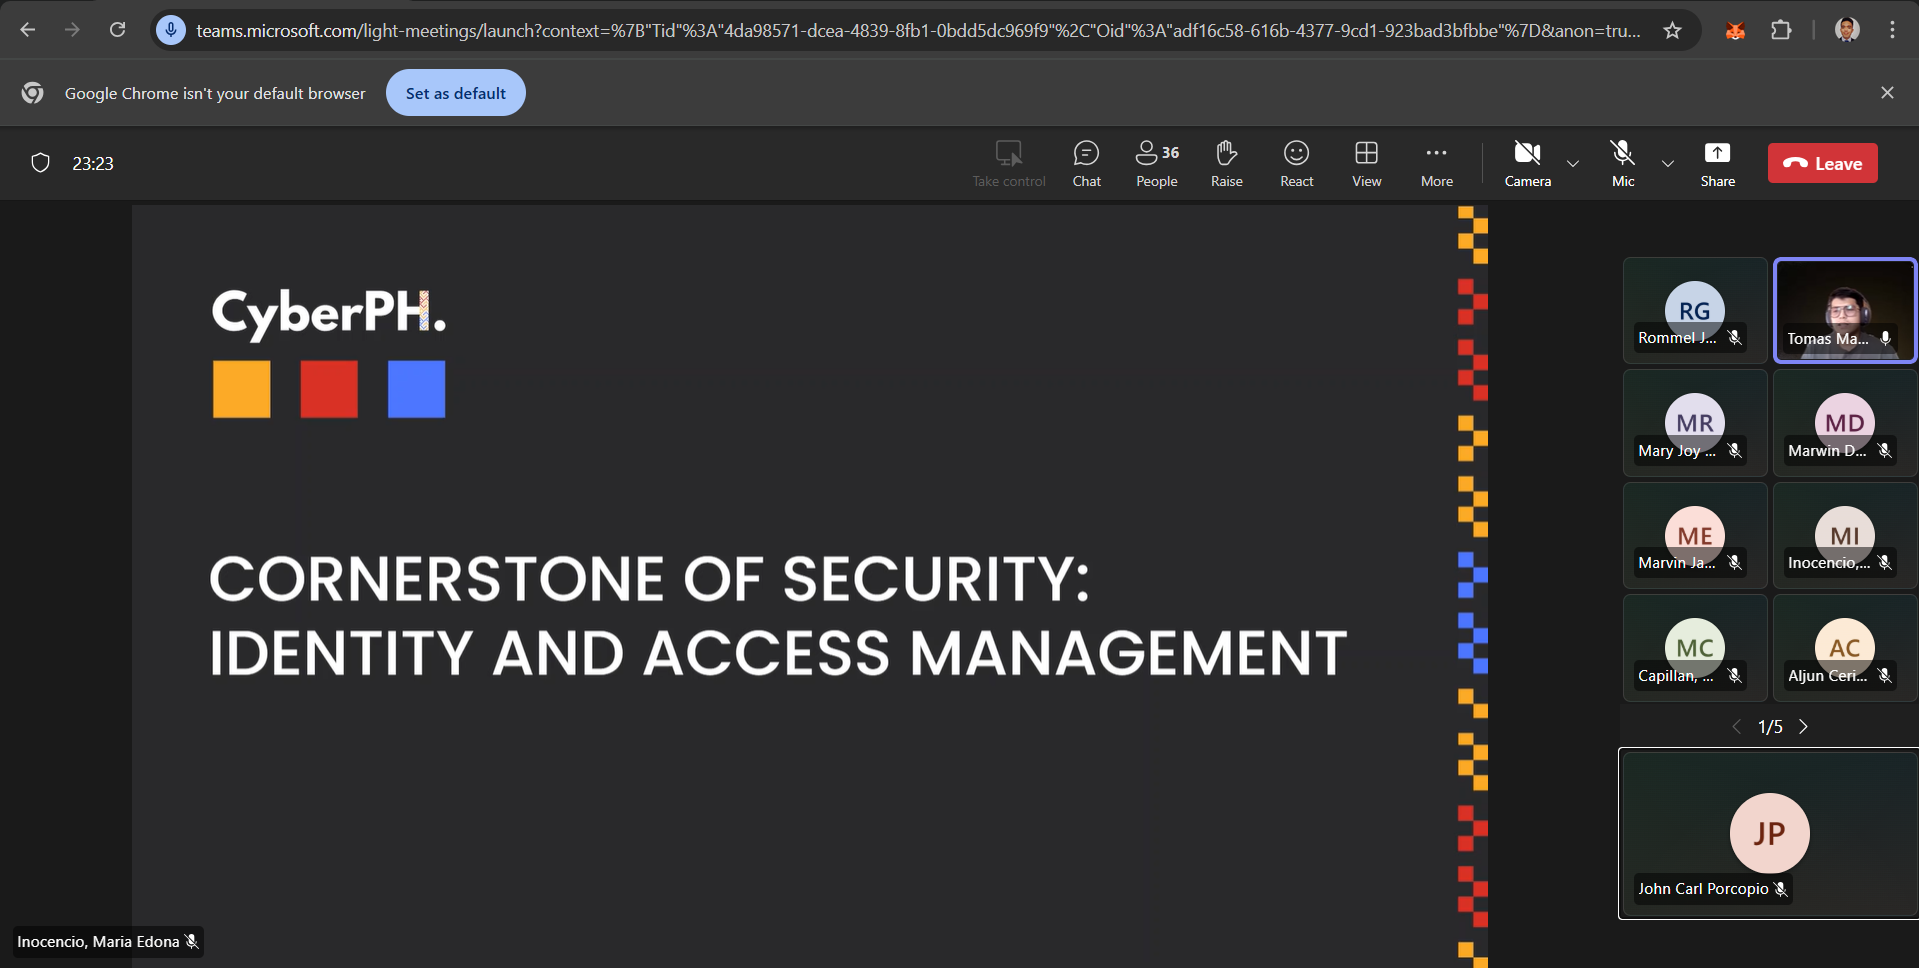 teams.microsoft.com/light-meetings/launch?context=%7B"Tid"%3A"4da98571-dcea-4839-8fb1-0bdd5dc969f9"%2C"Oid"%3A"adf16c58-616b-4377-9cd1-923bad3bfbbe"%7D&anon=tru...
Google Chrome isn't your default browser
Set as default
23:23
Take control
Chat
36
People
Raise
React
View
More
Camera
Mic
Share
Leave
CyberPH.
CORNERSTONE OF SECURITY:
IDENTITY AND ACCESS MANAGEMENT
RG
Rommel J...
Tomas Ma...
MR
Mary Joy ...
MD
Marwin D...
ME
Marvin Ja...
MI
Inocencio,...
MC
Capillan, ...
AC
Aljun Ceri...
1/5
JP
John Carl Porcopio
Inocencio, Maria Edona